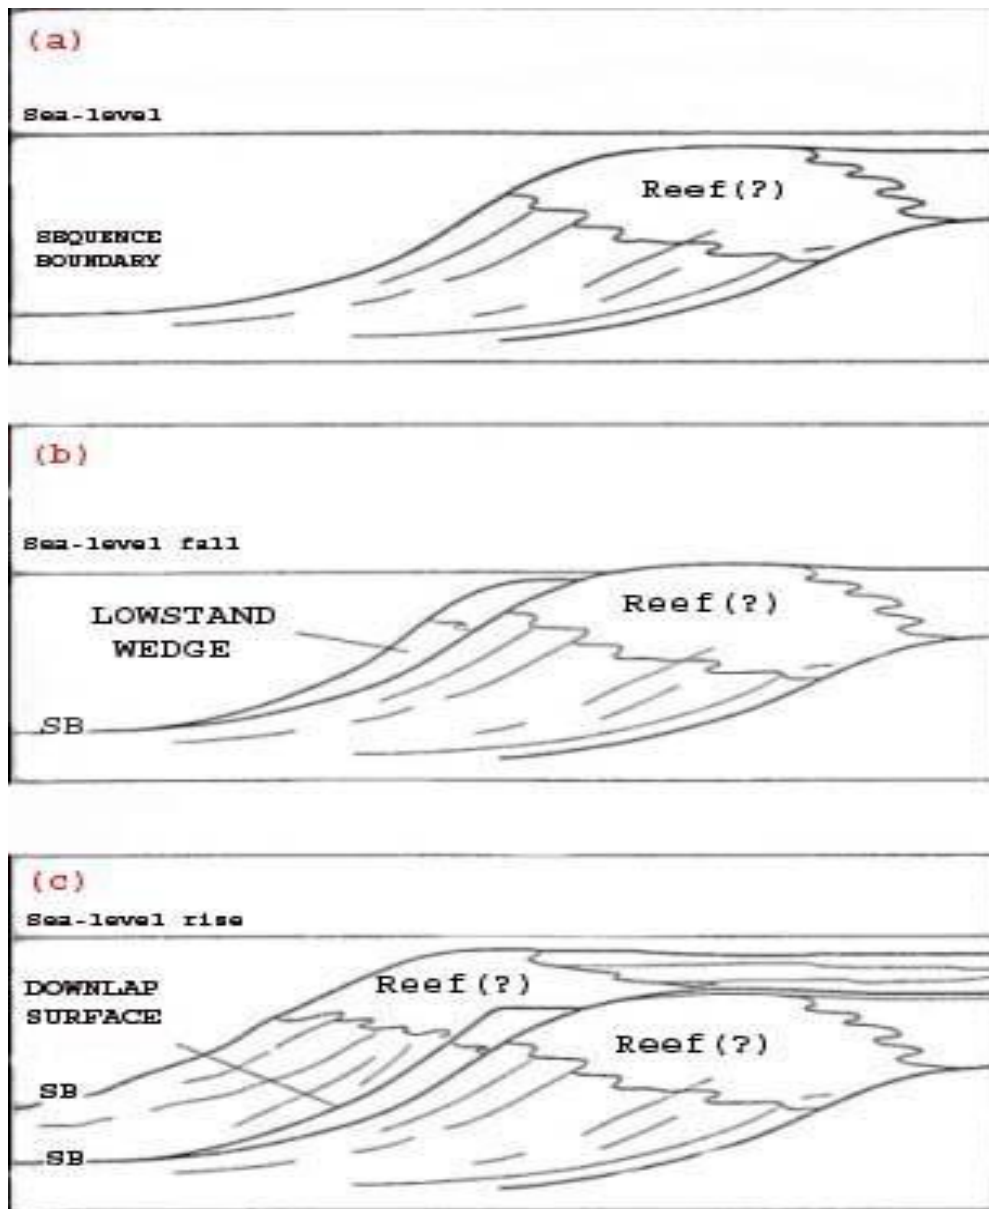 (a)
Sea-level
Reef(?)
SEQUENCE
BOUNDARY
(b)
Sea-level fall
Reef(?)
LOWSTAND
WEDGE
SB
(c)
Sea-level rise
Reef(?)
DOWNLAP
SURFACE
Reef(?)
SB
SB